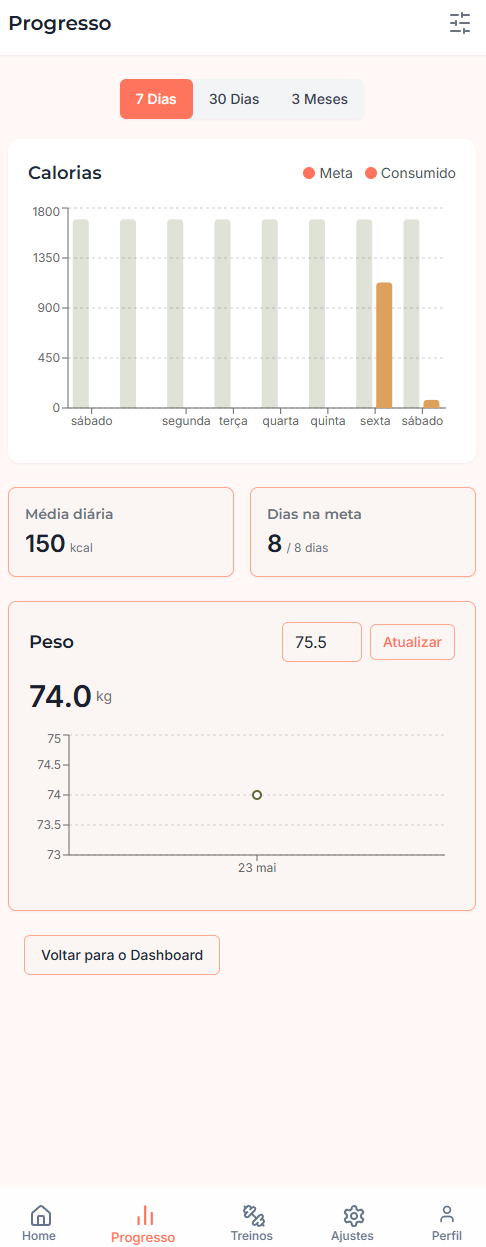 Progresso
7 Dias 30 Dias 3 Meses
Calorias Meta Consumido
1800
1350
900
450
0
sábado segunda terça quarta quinta sexta sábado
Média diária
150 kcal
Dias na meta
8 / 8 dias
Peso 75.5 Atualizar
74.0 kg
75
74.5
74
73.5
73
23 mai
Voltar para o Dashboard
Home Progresso Treinos Ajustes Perfil